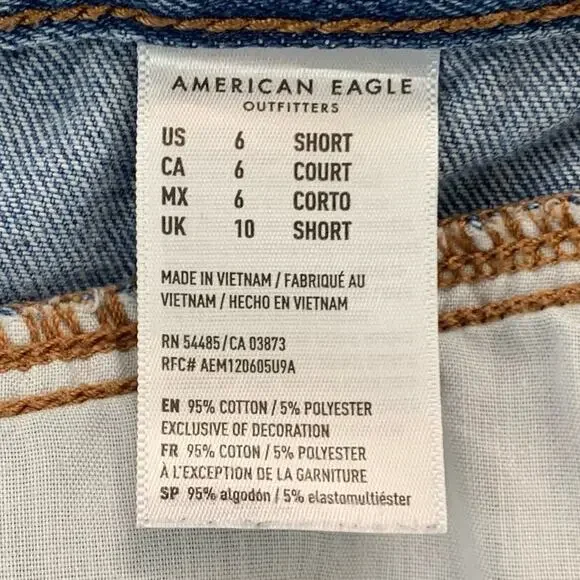 AMERICAN EAGLE
OUTFITTERS
US 6 SHORT
CA 6 COURT
MX 6 CORTO
UK 10 SHORT
MADE IN VIETNAM / FABRIQUÉ AU
VIETNAM / HECHO EN VIETNAM
RN 54485/CA 03873
RFC# AEM120605U9A
EN 95% COTTON / 5% POLYESTER
EXCLUSIVE OF DECORATION
FR 95% COTON / 5% POLYESTER
À L'EXCEPTION DE LA GARNITURE
SP 95% algodón / 5% elastomultiéster